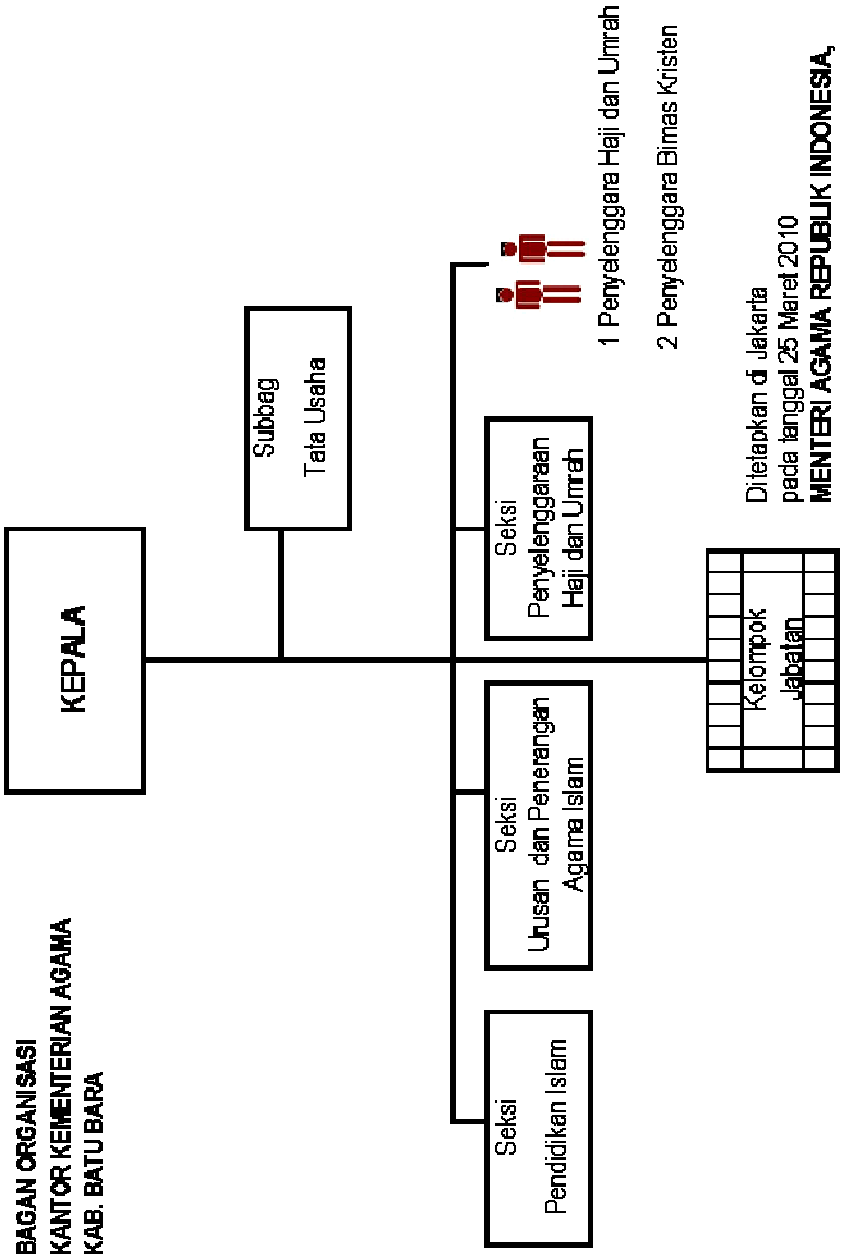 BAGAN ORGANISASI
KANTOR KEMENTERIAN AGAMA
KAB. BATU BARA
KEPALA
Subbag
Tata Usaha
Seksi
Pendidikan Islam
Seksi
Urusan dan Penerangan
Agama Islam
Seksi
Penyelenggaraan
Haji dan Umrah
1 Penyelenggara Haji dan Umrah
2 Penyelenggara Bimas Kristen
Kelompok
Jabatan
Ditetapkan di Jakarta
pada tanggal 25 Maret 2010
MENTERI AGAMA REPUBLIK INDONESIA,